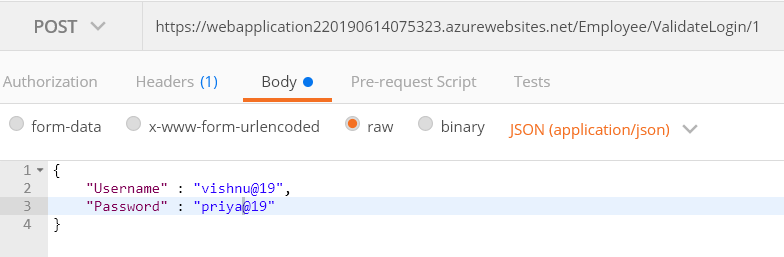 POST https://webapplication220190614075323.azurewebsites.net/Employee/ValidateLogin/1
Authorization Headers (1) Body Pre-request Script Tests
form-data x-www-form-urlencoded raw binary JSON (application/json)
1 {
2 "Username" : "vishnu@19",
3 "Password" : "priya@19"
4 }